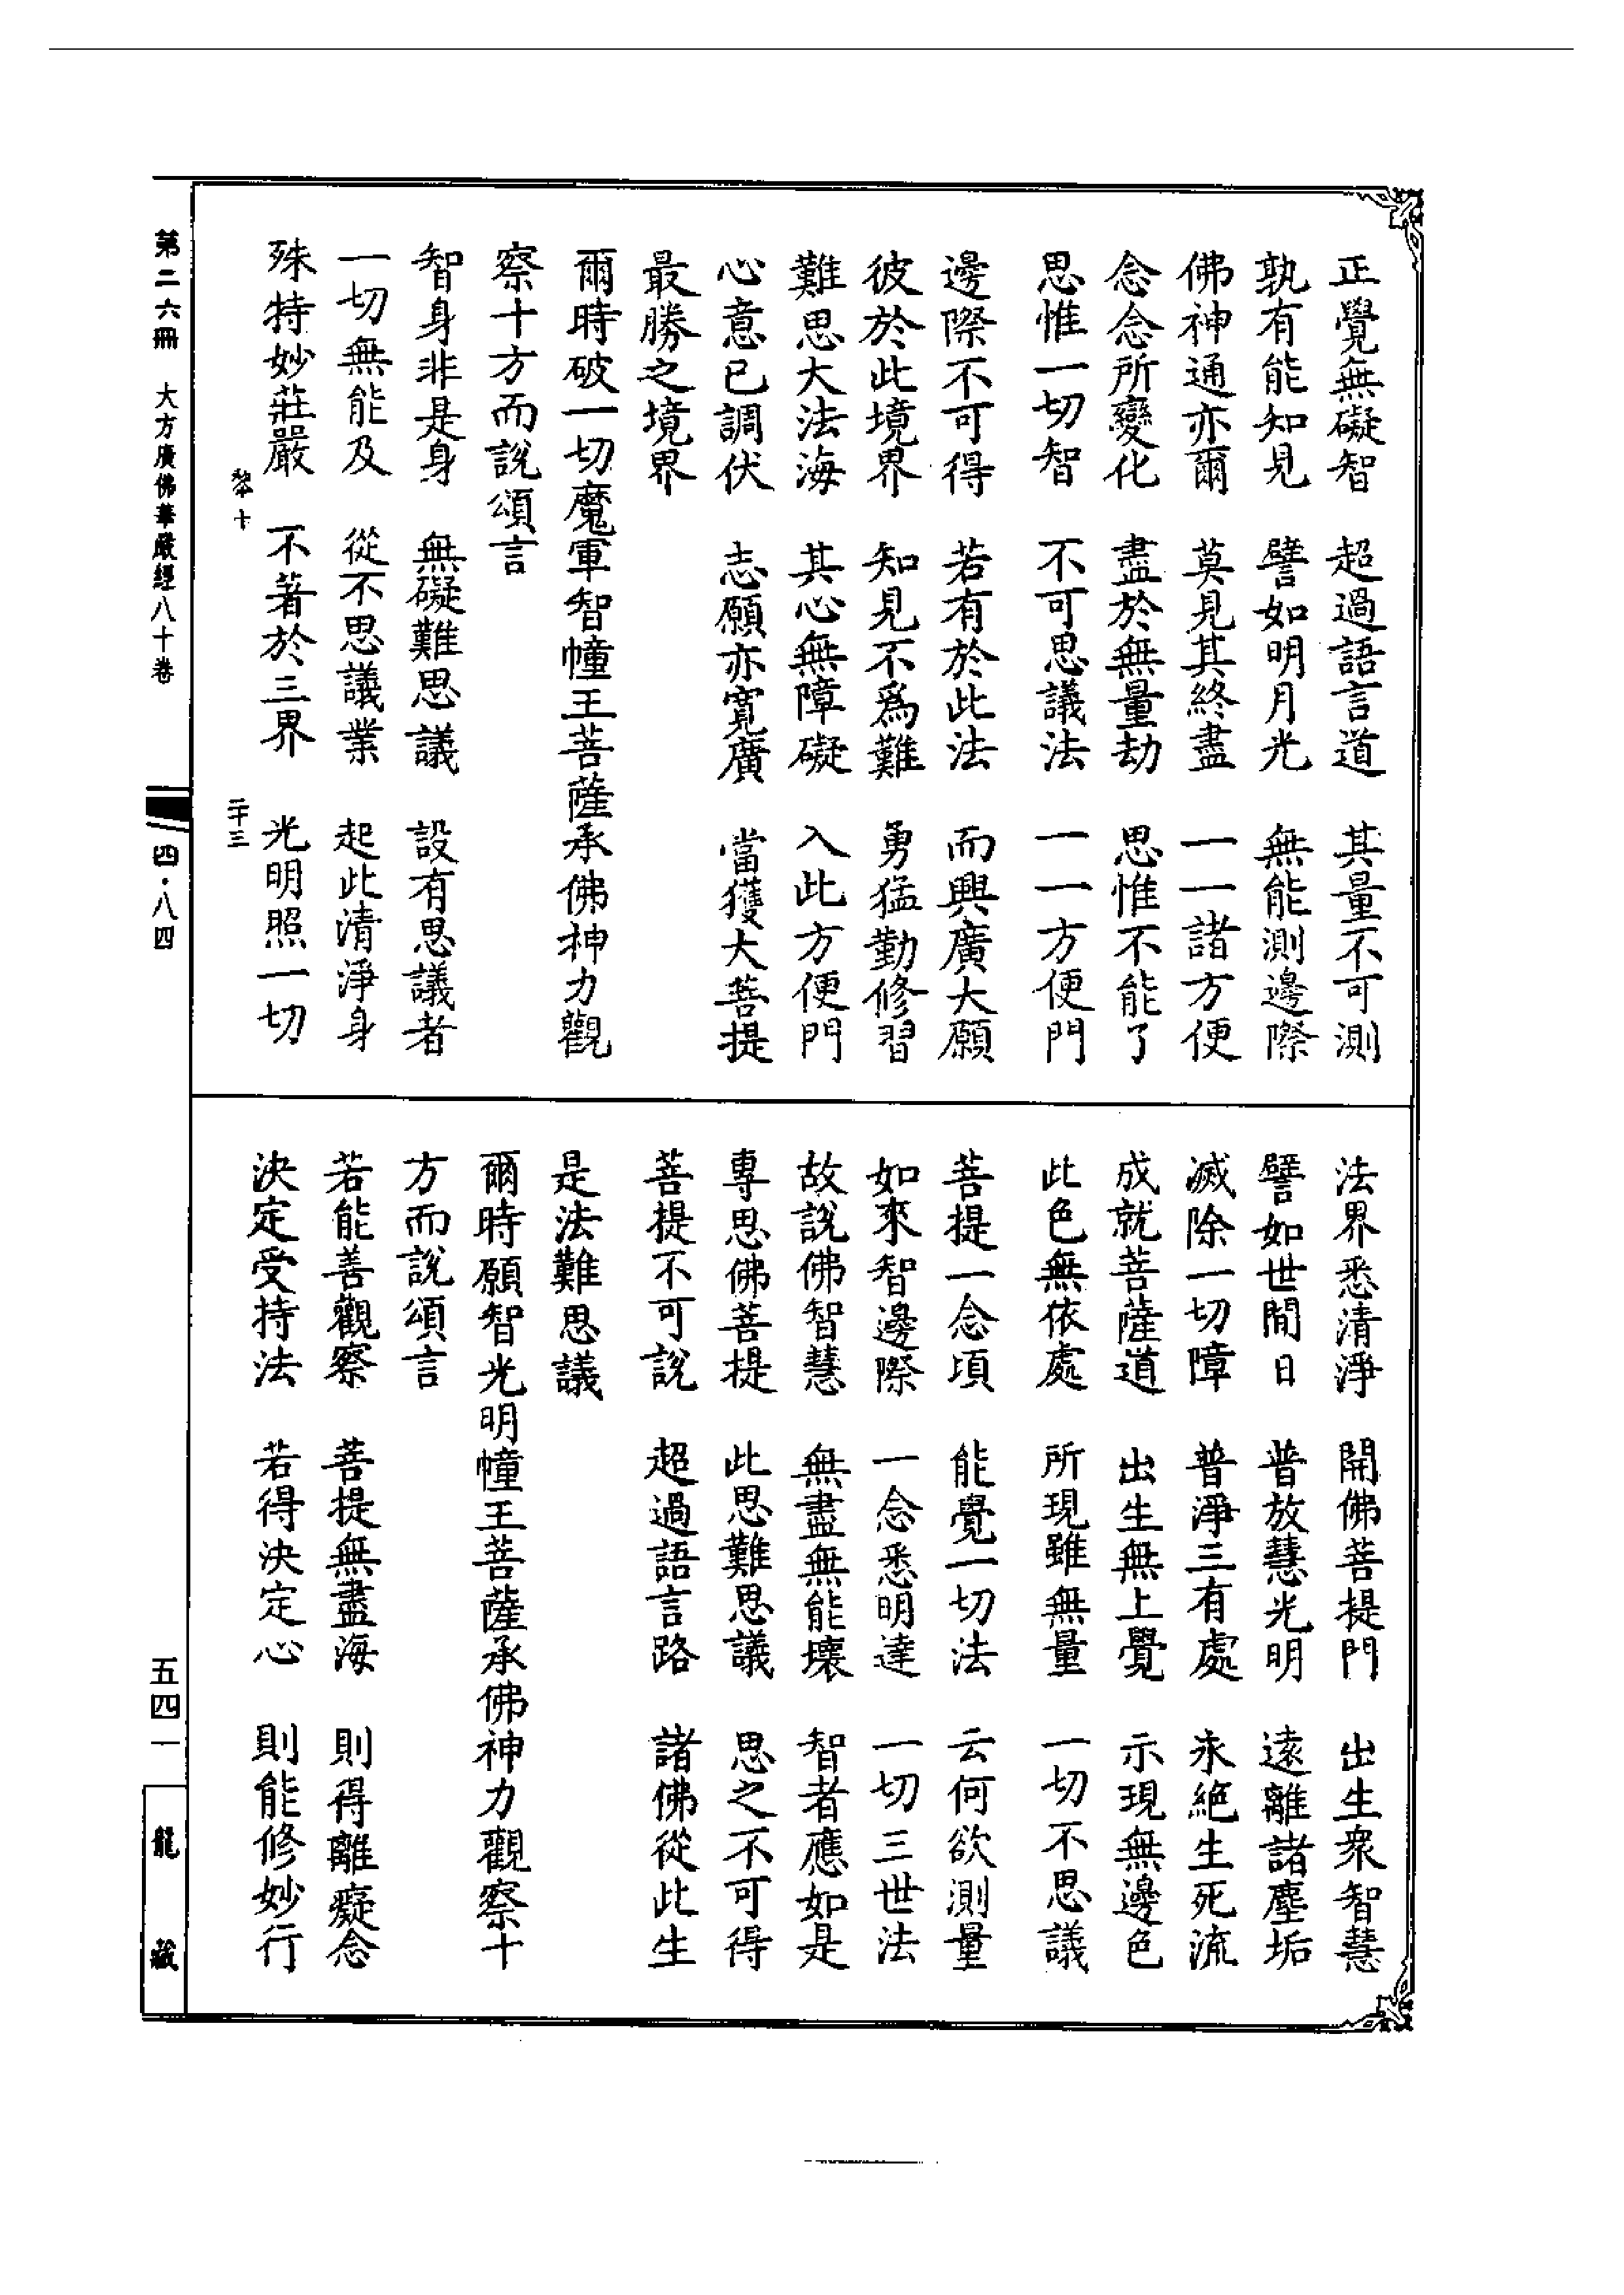 正覺無礙智　超過語言道　其量不可測
孰有能知見　譬如明月光　無能測邊際
佛神通亦爾　莫見其終盡　一一諸方便
念念所變化　盡於無量劫　思惟不能了
思惟一切智　不可思議法　一一方便門
邊際不可得　若有於此法　而興廣大願
彼於此境界　知見不為難　勇猛勤修習
難思大法海　其心無障礙　入此方便門
心意已調伏　志願亦寬廣　當獲大菩提
最勝之境界
爾時破一切魔軍智幢王菩薩承佛神力觀
察十方而說頌言
智身非是身　無礙難思議　設有思議者
一切無能及　從不思議業　起此清淨身
殊特妙莊嚴　不著於三界　光明照一切
法界悉清淨　開佛菩提門　出生眾智慧
譬如世間日　普放慧光明　遠離諸塵垢
滅除一切障　普淨三有處　永絕生死流
成就菩薩道　出生無上覺　示現無邊色
此色無依處　所現雖無量　一切不思議
菩提一念頃　能覺一切法　云何欲測量
如來智邊際　一念悉明達　一切三世法
故說佛智慧　無盡無能壞　智者應如是
專思佛菩提　此思難思議　思之不可得
菩提不可說　超過語言路　諸佛從此生
是法難思議
爾時願智光明幢王菩薩承佛神力觀察十
方而說頌言
若能善觀察　菩提無盡海　則得離癡念
決定受持法　若得決定心　則能修妙行
黎十　二十三
第二六冊　大方廣佛華嚴經八十卷　四·八四　五四一　龍藏